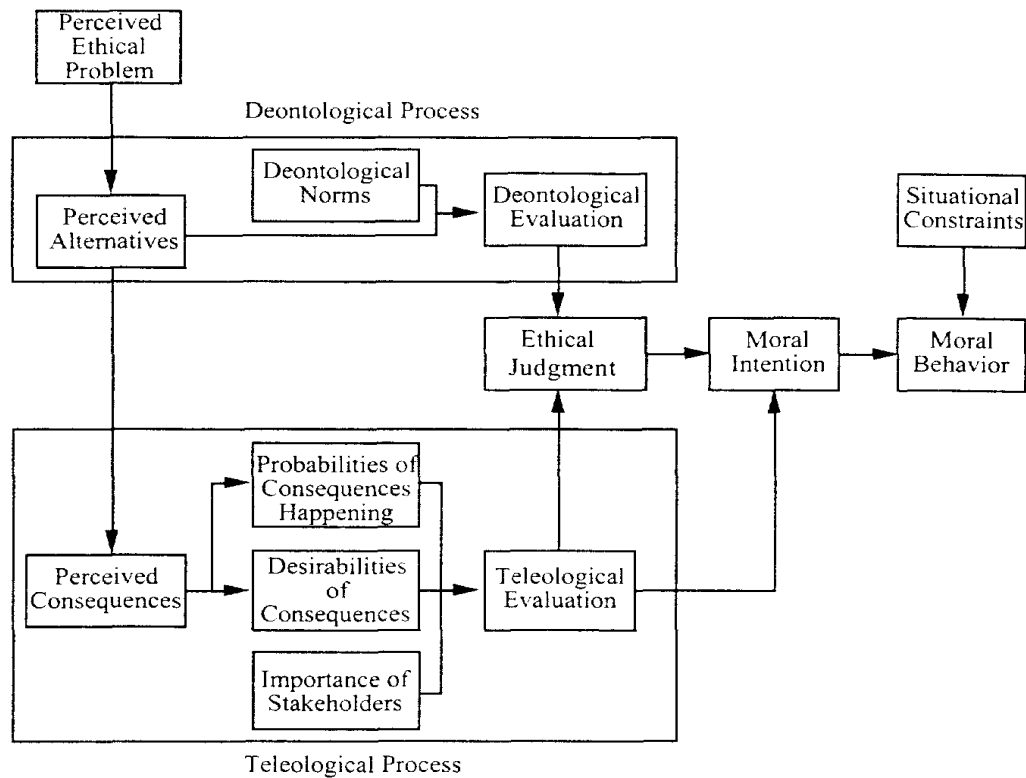 Perceived
Ethical
Problem
Deontological Process
Deontological
Norms
Deontological
Evaluation
Perceived
Alternatives
Situational
Constraints
Ethical
Judgment
Moral
Intention
Moral
Behavior
Probabilities of
Consequences
Happening
Perceived
Consequences
Desirabilities
of
Consequences
Teleological
Evaluation
Importance of
Stakeholders
Teleological Process